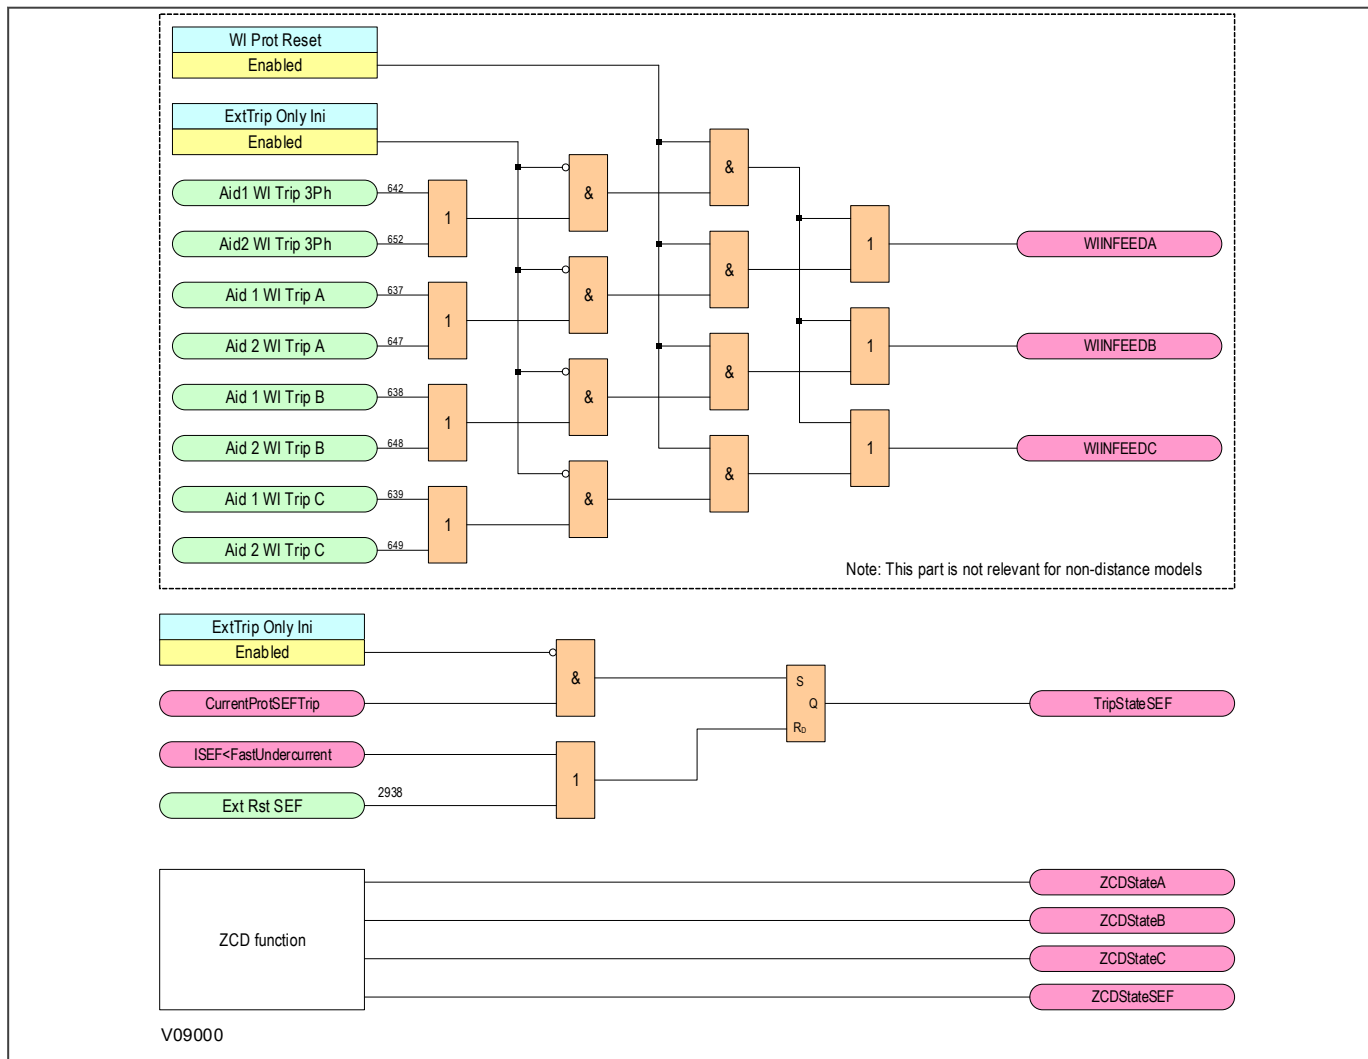 WI Prot Reset
Enabled
ExtTrip Only Ini
Enabled
&
&
Aid1 WI Trip 3Ph 642
1
Aid2 WI Trip 3Ph 652
1
WIINFEEDA
&
&
Aid 1 WI Trip A 637
1
Aid 2 WI Trip A 647
1
WIINFEEDB
&
&
Aid 1 WI Trip B 638
1
Aid 2 WI Trip B 648
1
WIINFEEDC
&
&
Aid 1 WI Trip C 639
1
Aid 2 WI Trip C 649
Note: This part is not relevant for non-distance models
ExtTrip Only Ini
Enabled
&
S
CurrentProtSEFTrip
Q
TripStateSEF
RD
ISEF<FastUndercurrent
1
Ext Rst SEF 2938
ZCDStateA
ZCDStateB
ZCD function
ZCDStateC
ZCDStateSEF
V09000